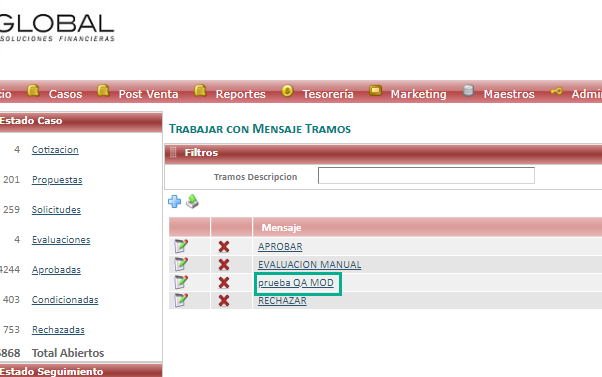 GLOBAL
SOLUCIONES FINANCIERAS
cio Casos Post Venta Reportes Tesorería Marketing Maestros Admi
Estado Caso
4 Cotizacion
201 Propuestas
259 Solicitudes
4 Evaluaciones
4244 Aprobadas
403 Condicionadas
753 Rechazadas
5868 Total Abiertos
Estado Seguimiento
TRABAJAR CON MENSAJE TRAMOS
Filtros
Tramos Descripcion
Mensaje
APROBAR
EVALUACION MANUAL
prueba QA MOD
RECHAZAR